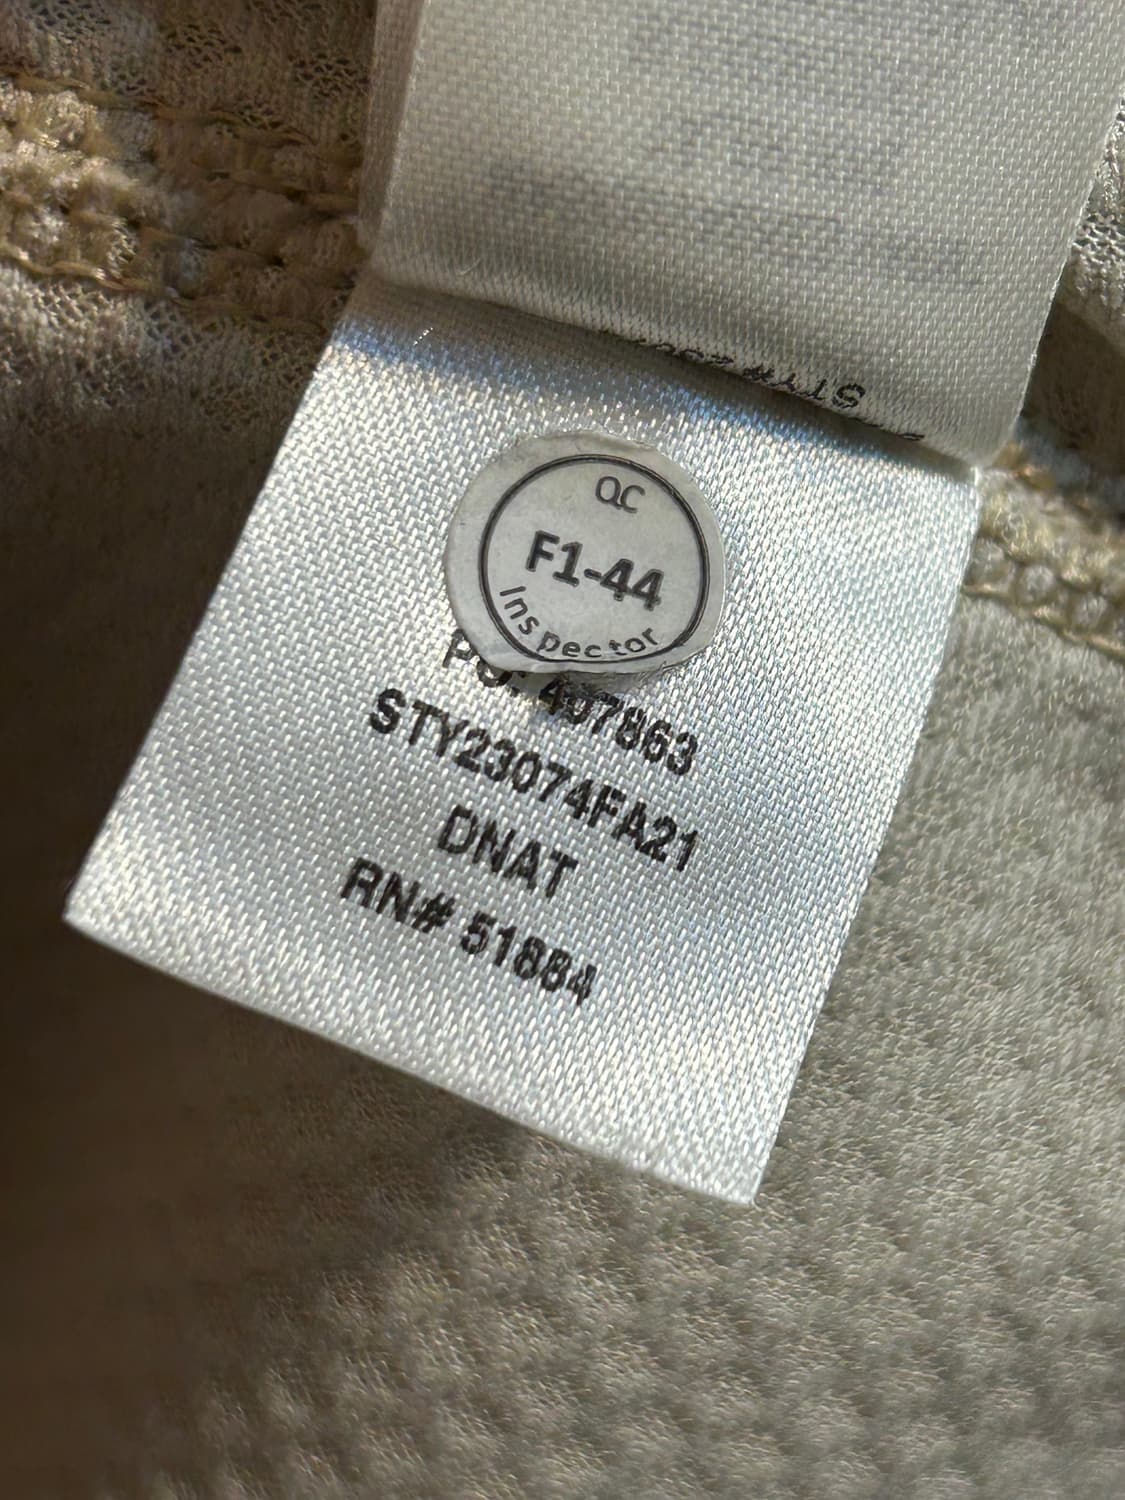 QC
F1-44
Inspector
STY23074FA21
DNAT
RN# 51884